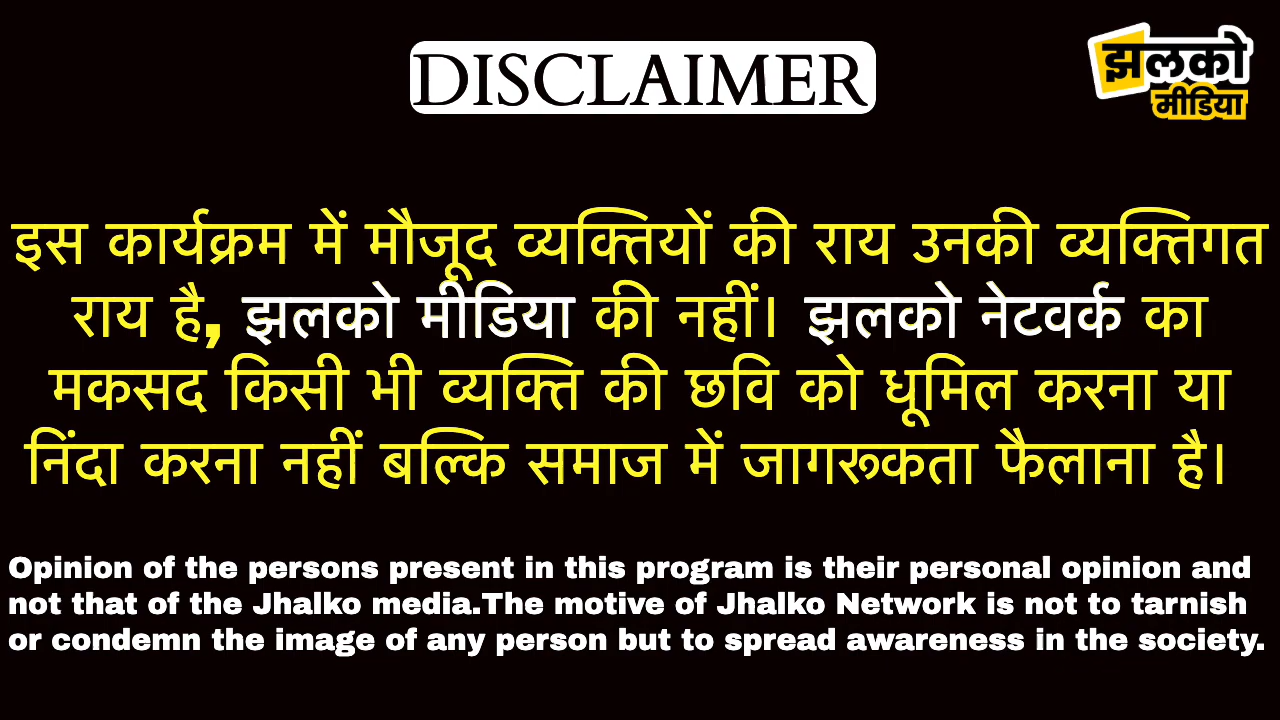 DISCLAIMER
झलको
मीडिया
इस कार्यक्रम में मौजूद व्यक्तियों की राय उनकी व्यक्तिगत
राय है, झलको मीडिया की नहीं। झलको नेटवर्क का
मकसद किसी भी व्यक्ति की छवि को धूमिल करना या
निंदा करना नहीं बल्कि समाज में जागरूकता फैलाना है।
Opinion of the persons present in this program is their personal opinion and
not that of the Jhalko media.The motive of Jhalko Network is not to tarnish
or condemn the image of any person but to spread awareness in the society.